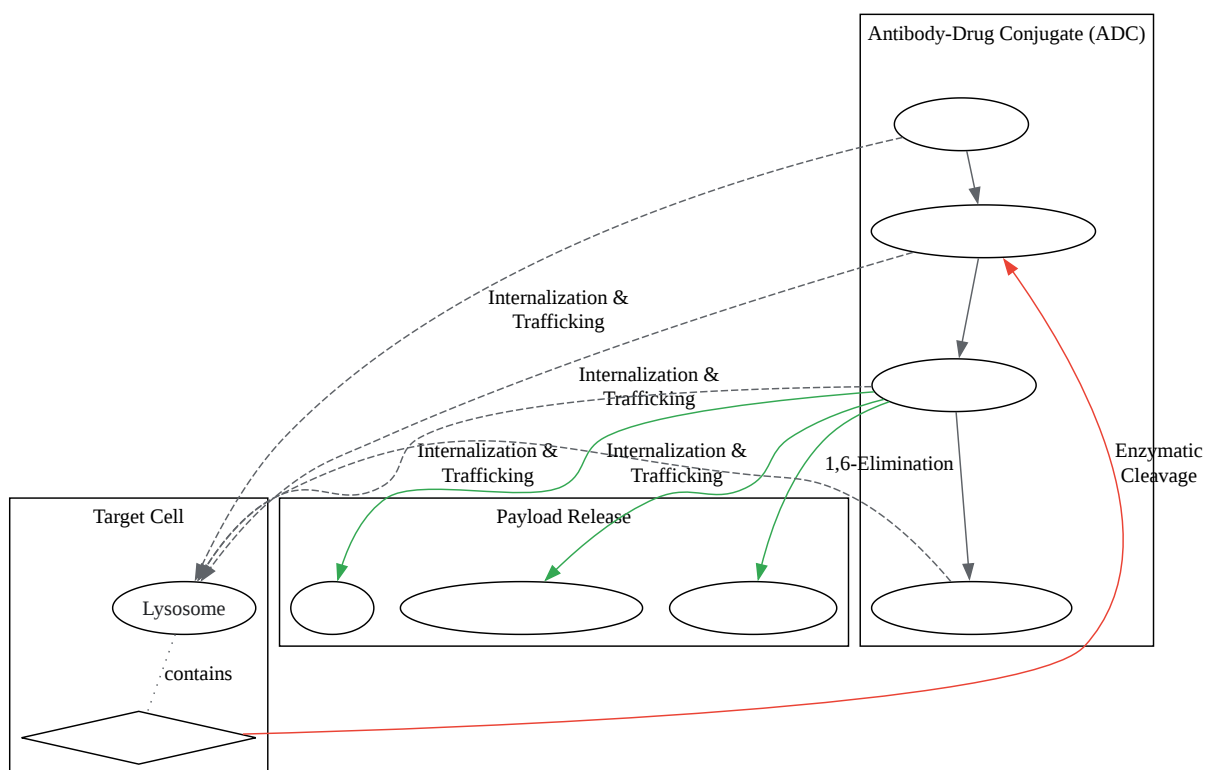 Antibody-Drug Conjugate (ADC)
Internalization &
Trafficking
Internalization &
Trafficking
Internalization &
Trafficking
Internalization &
Trafficking
1,6-Elimination
Enzymatic
Cleavage
Target Cell
Payload Release
Lysosome
contains